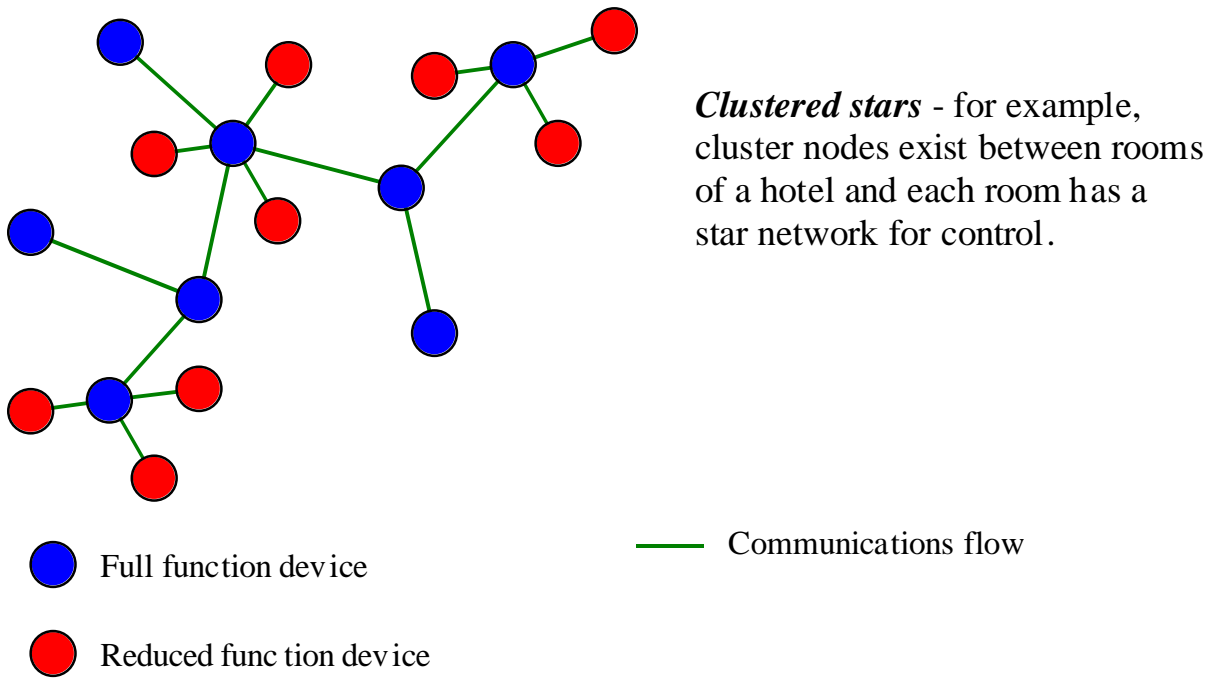 Clustered stars - for example,
cluster nodes exist between rooms
of a hotel and each room has a
star network for control.
Communications flow
Full function device
Reduced function device